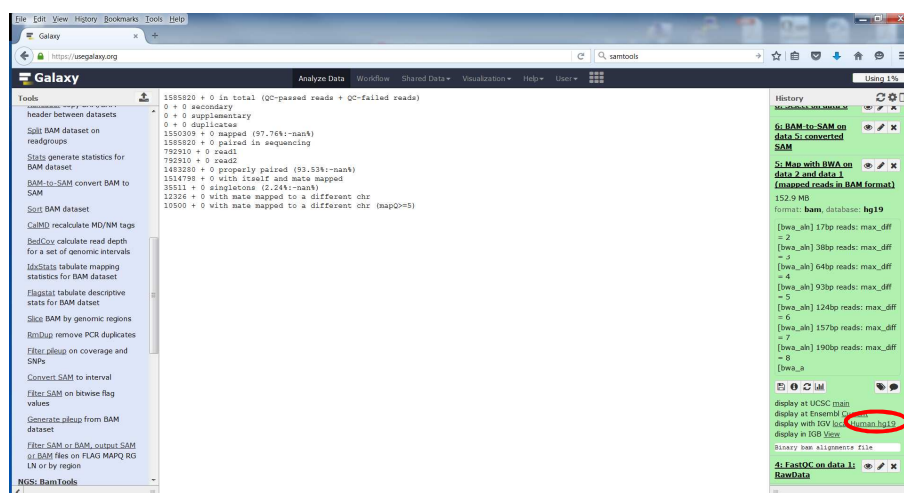 File Edit View History Bookmarks Tools Help
Galaxy × +
https://usegalaxy.org
samtools
Galaxy Analyze Data Workflow Shared Data Visualization Help User Using 1%
Tools
header between datasets
Split BAM dataset on
readgroups
Stats generate statistics for
BAM dataset
BAM-to-SAM convert BAM to
SAM
Sort BAM dataset
CalMD recalculate MD/NM tags
BedCov calculate read depth
for a set of genomic intervals
IdxStats tabulate mapping
statistics for BAM dataset
Flagstat tabulate descriptive
stats for BAM datset
Slice BAM by genomic regions
RmDup remove PCR duplicates
Filter pileup on coverage and
SNPs
Convert SAM to interval
Filter SAM on bitwise flag
values
Generate pileup from BAM
dataset
Filter SAM or BAM, output SAM
or BAM files on FLAG MAPQ RG
LN or by region
NGS: BamTools
1585820 + 0 in total (QC-passed reads + QC-failed reads)
0 + 0 secondary
0 + 0 supplementary
0 + 0 duplicates
1550309 + 0 mapped (97.76%:-nan%)
1585820 + 0 paired in sequencing
792910 + 0 read1
792910 + 0 read2
1483280 + 0 properly paired (93.53%:-nan%)
1514798 + 0 with itself and mate mapped
35511 + 0 singletons (2.24%:-nan%)
12326 + 0 with mate mapped to a different chr
10500 + 0 with mate mapped to a different chr (mapQ>=5)
History
6: BAM-to-SAM on
data 5: converted
SAM
5: Map with BWA on
data 2 and data 1
(mapped reads in BAM format)
152.9 MB
format: bam, database: hg19
[bwa_aln] 17bp reads: max_diff
= 2
[bwa_aln] 38bp reads: max_diff
= 3
[bwa_aln] 64bp reads: max_diff
= 4
[bwa_aln] 93bp reads: max_diff
= 5
[bwa_aln] 124bp reads: max_diff
= 6
[bwa_aln] 157bp reads: max_diff
= 7
[bwa_aln] 190bp reads: max_diff
= 8
[bwa_a
display at UCSC main
display at Ensembl
display with IGV local Human hg19
display in IGB View
Binary bam alignments file
4: FastQC on data 1:
RawData